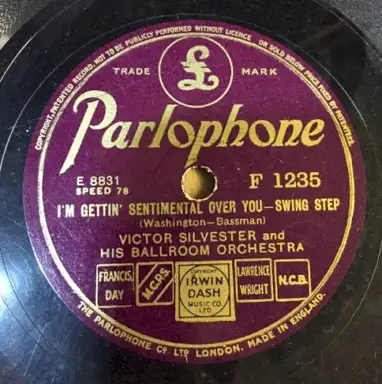 COPYRIGHT, PATENTED RECORD, NOT TO BE PUBLICLY PERFORMED WITHOUT LICENCE OR SOLD BELOW PRICE FIXED BY PATENTEES.
£
TRADE MARK
Parlophone
E 8831
SPEED 78
F 1235
I'M GETTIN' SENTIMENTAL OVER YOU—SWING STEP
(Washington—Bassman)
VICTOR SILVESTER and
HIS BALLROOM ORCHESTRA
FRANCIS, DAY
M.C.P.S.
COPYRIGHT
IRWIN
DASH
MUSIC CO.
LTD
LAWRENCE WRIGHT
N.C.B.
THE PARLOPHONE CO LTD LONDON. MADE IN ENGLAND.